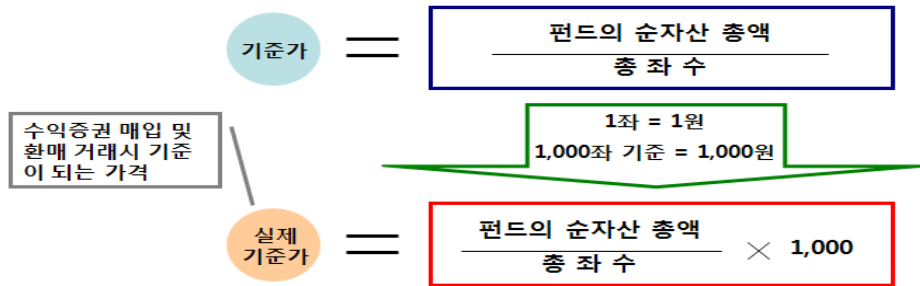 기준가
펀드의 순자산 총액
총 좌 수
수익증권 매입 및
환매 거래시 기준
이 되는 가격
1좌 = 1원
1,000좌 기준 = 1,000원
실제
기준가
펀드의 순자산 총액
총 좌 수
× 1,000